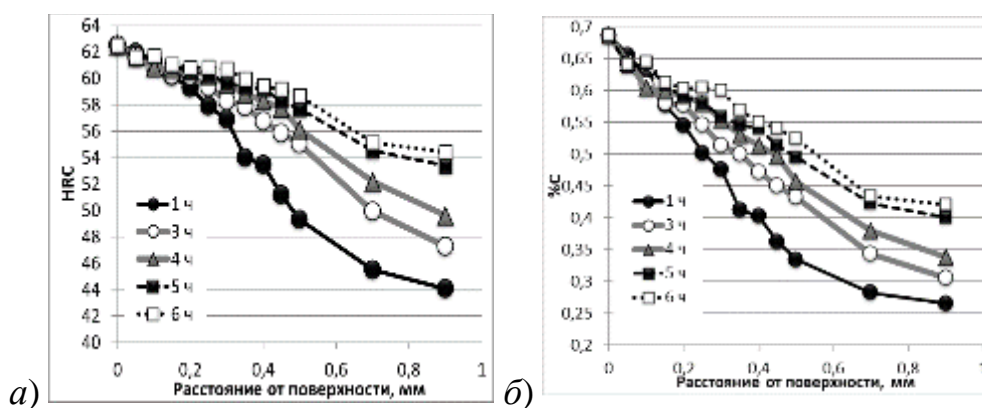 64
62
60
58
56
54
52
50
48
46
44
42
40
HRC
1 ч
3 ч
4 ч
5 ч
6 ч
0 0,2 0,4 0,6 0,8 1
Расстояние от поверхности, мм
а)
0,7
0,65
0,6
0,55
0,5
0,45
0,4
0,35
0,3
0,25
0,2
%C
1 ч
3 ч
4 ч
5 ч
6 ч
0 0,2 0,4 0,6 0,8 1
Расстояние от поверхности, мм
б)